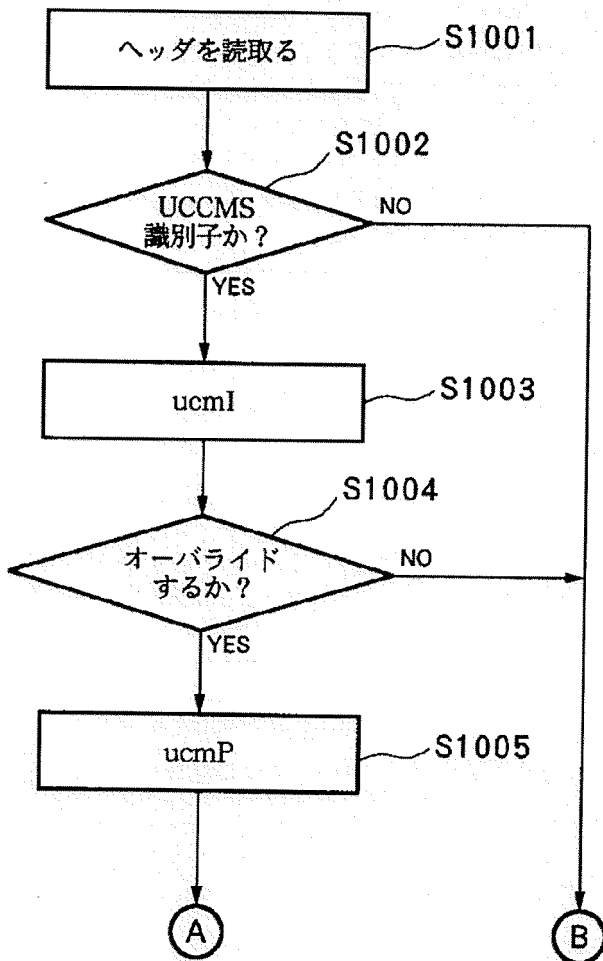 ヘッダを読取る
S1001
S1002
UCCMS
識別子か？
NO
YES
ucmI
S1003
S1004
オーバライド
するか？
NO
YES
ucmP
S1005
A
B